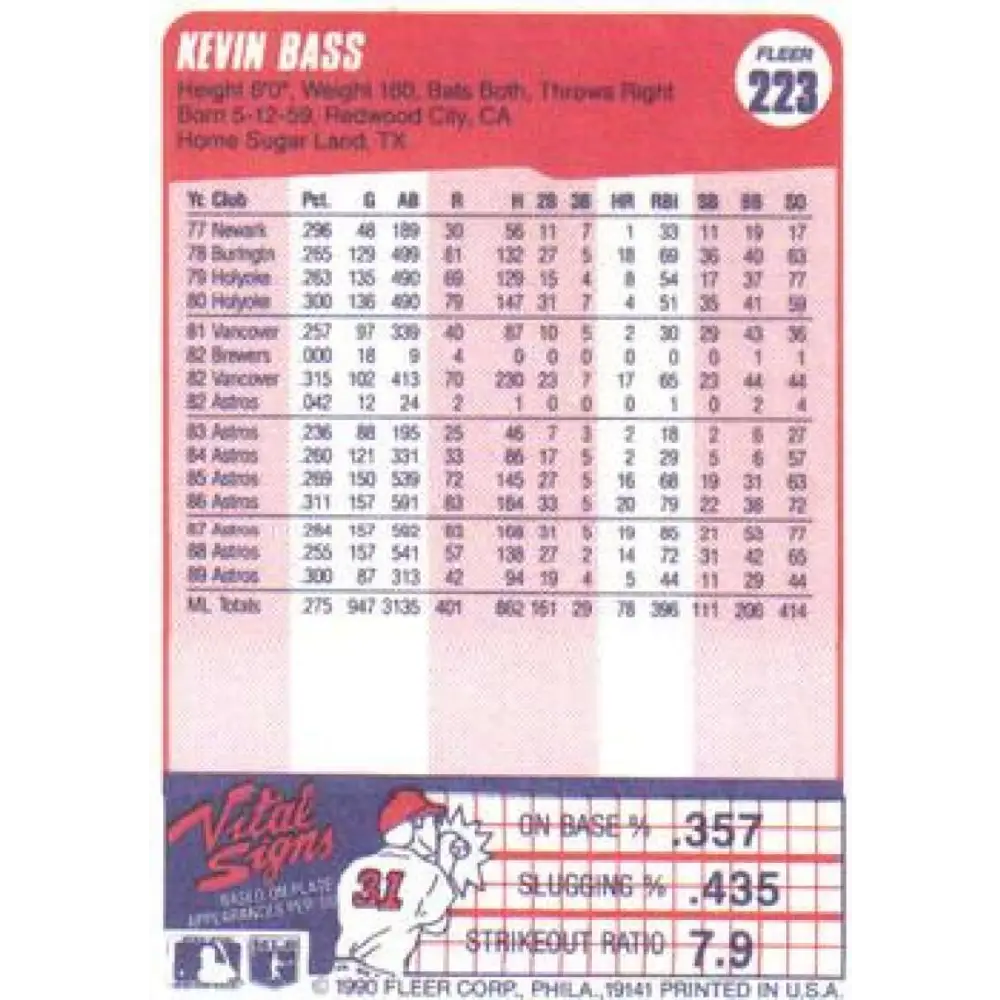 KEVIN BASS
FLEER
223
Height 6'0", Weight 180, Bats Both, Throws Right
Born 5-12-59, Redwood City, CA
Home Sugar Land, TX
Yr. Club Pct. G AB R H 2B 3B HR RBI SB BB SO
77 Newark .296 48 189 30 56 11 7 1 33 11 19 17
78 Burlngtn .265 129 499 81 132 27 5 18 69 36 40 63
79 Holyoke .263 135 490 69 129 15 4 8 54 17 37 77
80 Holyoke .300 136 490 79 147 31 7 4 51 35 41 59
81 Vancover .257 97 339 40 87 10 5 2 30 29 43 36
82 Brewers .000 18 9 4 0 0 0 0 0 0 1 1
82 Vancover .315 102 413 70 230 23 7 17 65 23 44 44
82 Astros .042 12 24 2 1 0 0 0 1 0 2 4
83 Astros .236 88 195 25 46 7 3 2 18 2 6 27
84 Astros .260 121 331 33 86 17 5 2 29 5 6 57
85 Astros .269 150 539 72 145 27 5 16 68 19 31 63
86 Astros .311 157 591 83 184 33 5 20 79 22 38 72
87 Astros .284 157 592 83 168 31 5 19 85 21 53 77
88 Astros .255 157 541 57 138 27 2 14 72 31 42 65
89 Astros .300 87 313 42 94 19 4 5 44 11 29 44
ML Totals .275 947 3135 401 862 161 29 78 396 111 206 414
Vital
Signs
BASED ON PLATE
APPEARANCES PER
31
ON BASE % .357
SLUGGING % .435
STRIKEOUT RATIO 7.9
© 1990 FLEER CORP., PHILA., 19141 PRINTED IN U.S.A.